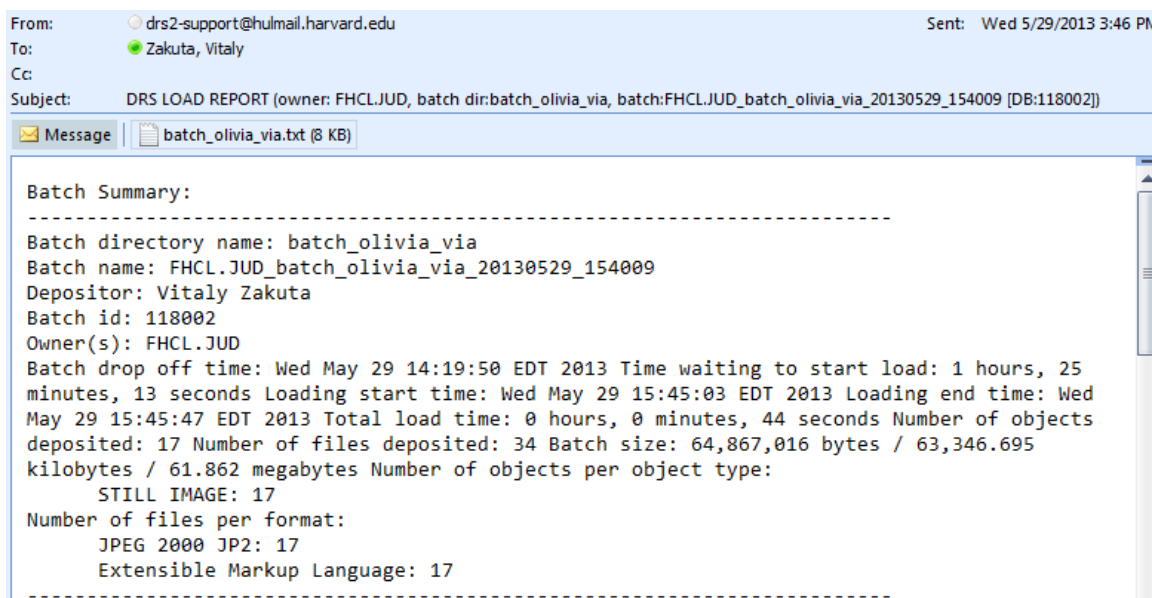 From: drs2-support@hulmail.harvard.edu Sent: Wed 5/29/2013 3:46 PM
To: Zakuta, Vitaly
Cc:
Subject: DRS LOAD REPORT (owner: FHCL.JUD, batch dir:batch_olivia_via, batch:FHCL.JUD_batch_olivia_via_20130529_154009 [DB:118002])
Message batch_olivia_via.txt (8 KB)
Batch Summary:
-------------------------------------------------------------------------
Batch directory name: batch_olivia_via
Batch name: FHCL.JUD_batch_olivia_via_20130529_154009
Depositor: Vitaly Zakuta
Batch id: 118002
Owner(s): FHCL.JUD
Batch drop off time: Wed May 29 14:19:50 EDT 2013 Time waiting to start load: 1 hours, 25
minutes, 13 seconds Loading start time: Wed May 29 15:45:03 EDT 2013 Loading end time: Wed
May 29 15:45:47 EDT 2013 Total load time: 0 hours, 0 minutes, 44 seconds Number of objects
deposited: 17 Number of files deposited: 34 Batch size: 64,867,016 bytes / 63,346.695
kilobytes / 61.862 megabytes Number of objects per object type:
STILL IMAGE: 17
Number of files per format:
JPEG 2000 JP2: 17
Extensible Markup Language: 17
-------------------------------------------------------------------------